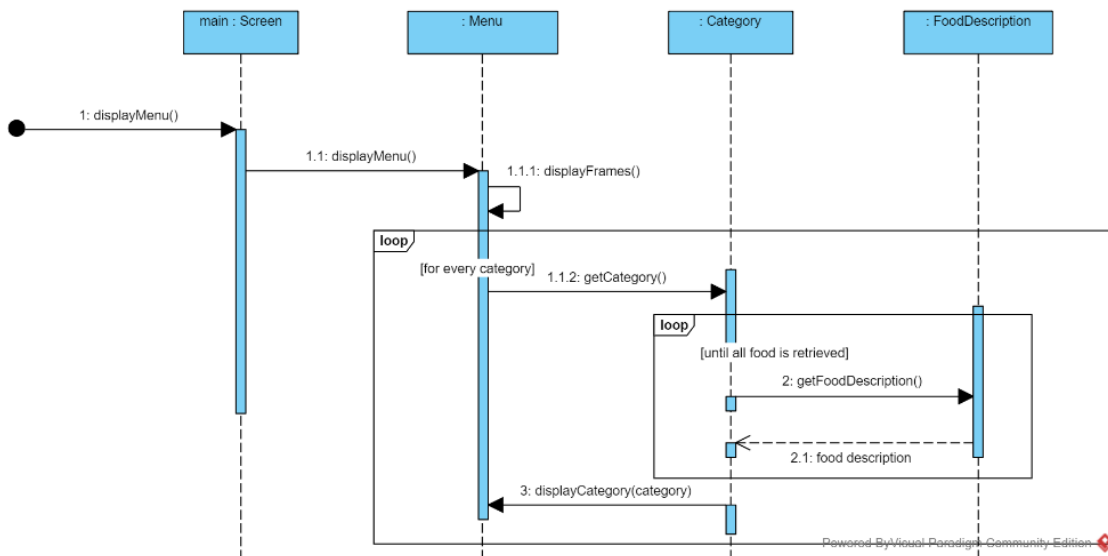 main : Screen
: Menu
: Category
: FoodDescription
1: displayMenu()
1.1: displayMenu()
1.1.1: displayFrames()
loop
[for every category]
1.1.2: getCategory()
loop
[until all food is retrieved]
2: getFoodDescription()
2.1: food description
3: displayCategory(category)
Powered ByVisual Paradigm Community Edition